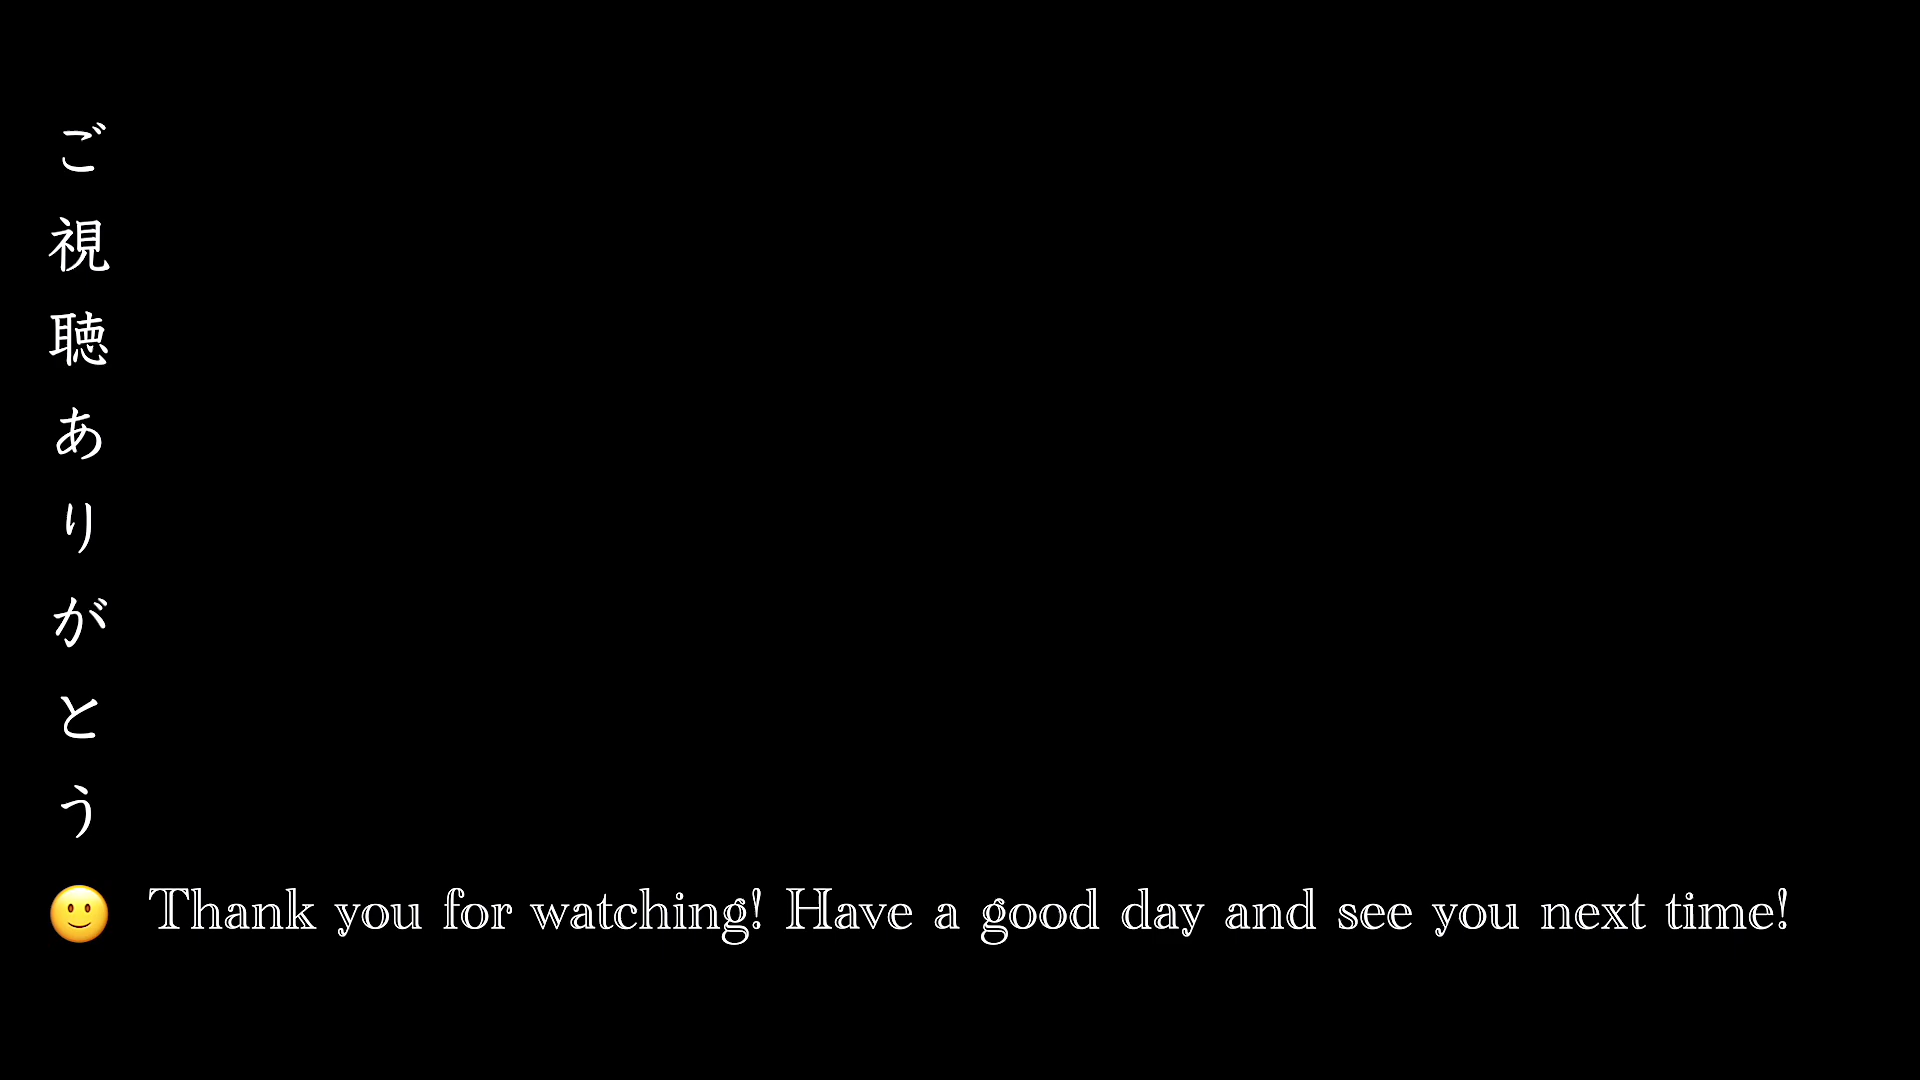 ご視聴ありがとう
🙂 Thank you for watching! Have a good day and see you next time!